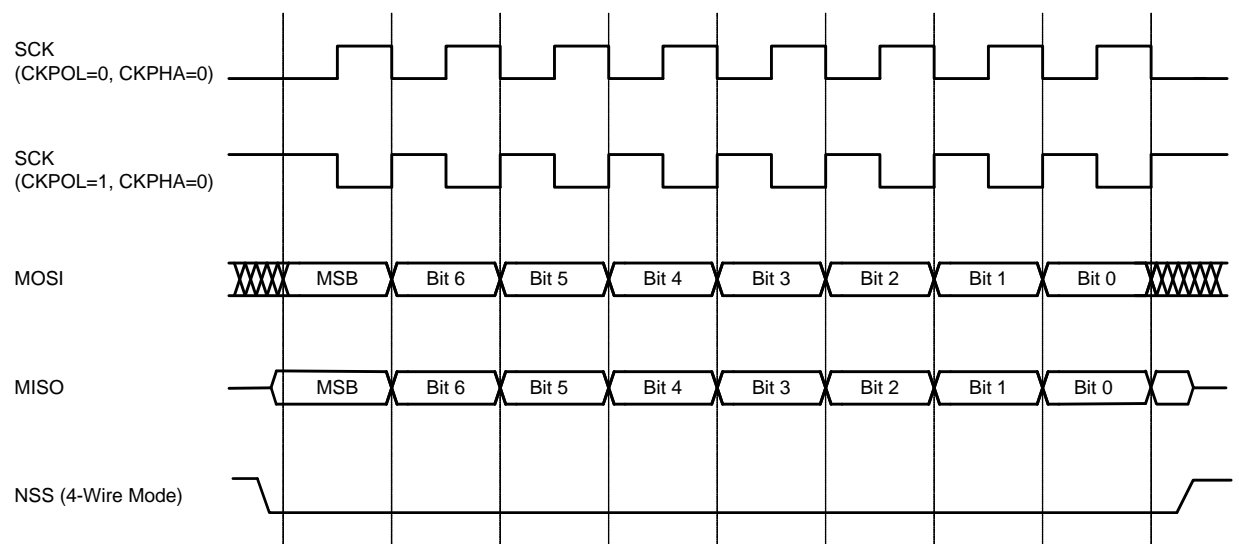 SCK
(CKPOL=0, CKPHA=0)
SCK
(CKPOL=1, CKPHA=0)
MOSI
MSB Bit 6 Bit 5 Bit 4 Bit 3 Bit 2 Bit 1 Bit 0
MISO
MSB Bit 6 Bit 5 Bit 4 Bit 3 Bit 2 Bit 1 Bit 0
NSS (4-Wire Mode)